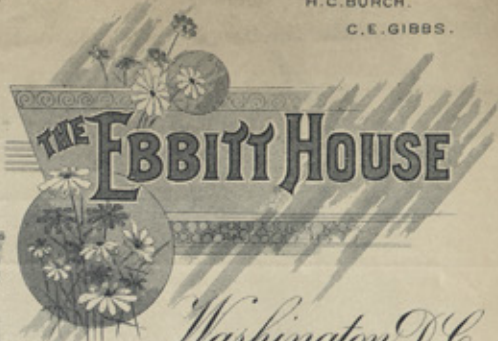 H.C. BURCH.
C.E. GIBBS.
THE EBBITT HOUSE
Washington D.C.